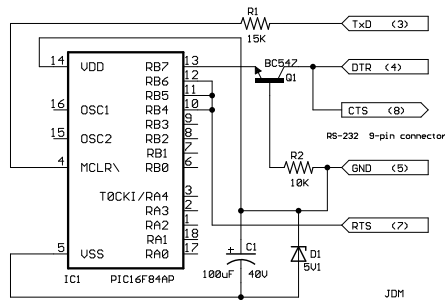 R1
15K
TxD (3)
14 VDD
RB7 13
BC547
Q1
DTR (4)
RB6 12
RB5 11
16 OSC1
RB4 10
CTS (8)
RB3 9
RS-232 9-pin connector
15 OSC2
RB2 8
RB1 7
R2
10K
4 MCLR\
RB0 6
GND (5)
T0CKI/RA4 3
RA3 2
RA2 1
RTS (7)
RA1 18
5 VSS
RA0 17
+ C1
D1
5V1
IC1
PIC16F84AP
100uF 40V
JDM